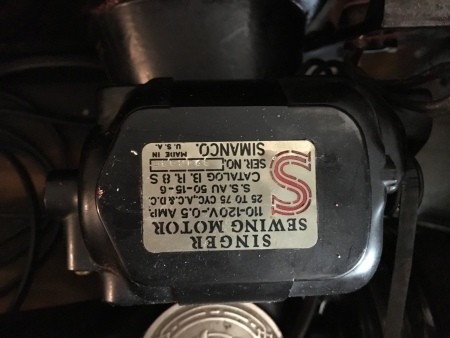 SINGER
SEWING MOTOR
110-120V.-0.5 AMP.
25 TO 75 CYC. A.C.& D.C.
S.S. AU 50-15-6
CATALOG B. R 8 S
SER. NO.
SIMANCO. MADE IN U.S.A.
S